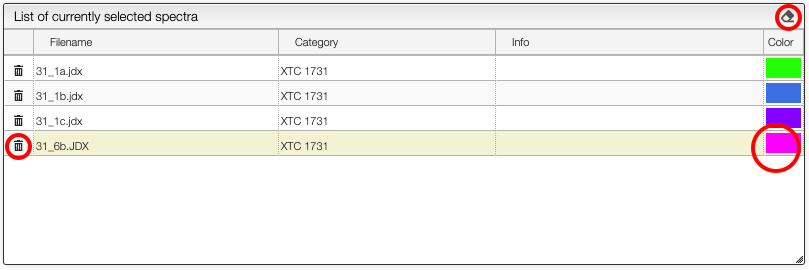 List of currently selected spectra
Filename Category Info Color
31_1a.jdx XTC 1731
31_1b.jdx XTC 1731
31_1c.jdx XTC 1731
31_6b.JDX XTC 1731